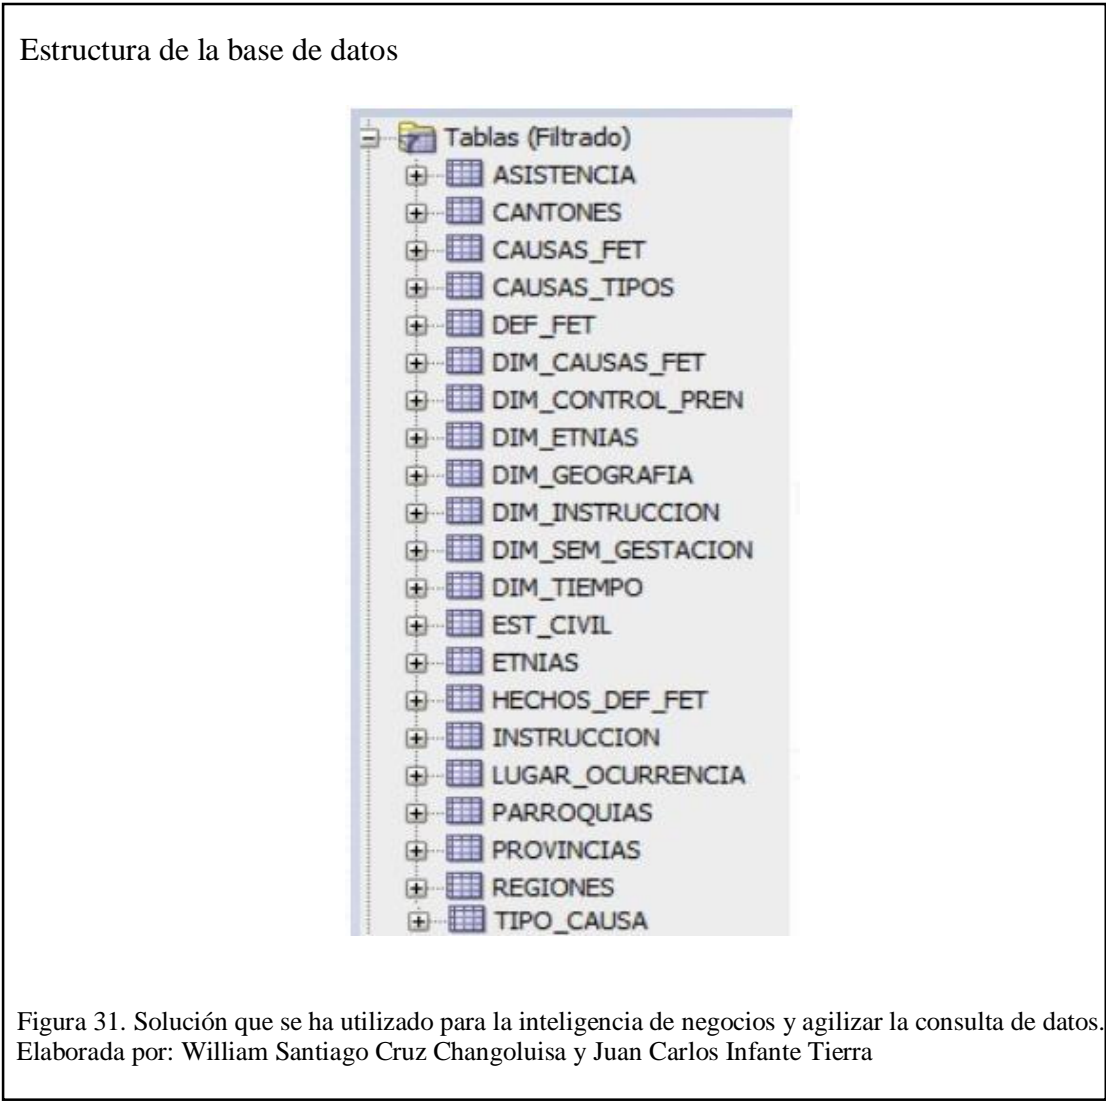 Estructura de la base de datos
Tablas (Filtrado)
ASISTENCIA
CANTONES
CAUSAS_FET
CAUSAS_TIPOS
DEF_FET
DIM_CAUSAS_FET
DIM_CONTROL_PREN
DIM_ETNIAS
DIM_GEOGRAFIA
DIM_INSTRUCCION
DIM_SEM_GESTACION
DIM_TIEMPO
EST_CIVIL
ETNIAS
HECHOS_DEF_FET
INSTRUCCION
LUGAR_OCURRENCIA
PARROQUIAS
PROVINCIAS
REGIONES
TIPO_CAUSA
Figura 31. Solución que se ha utilizado para la inteligencia de negocios y agilizar la consulta de datos.
Elaborada por: William Santiago Cruz Changoluisa y Juan Carlos Infante Tierra